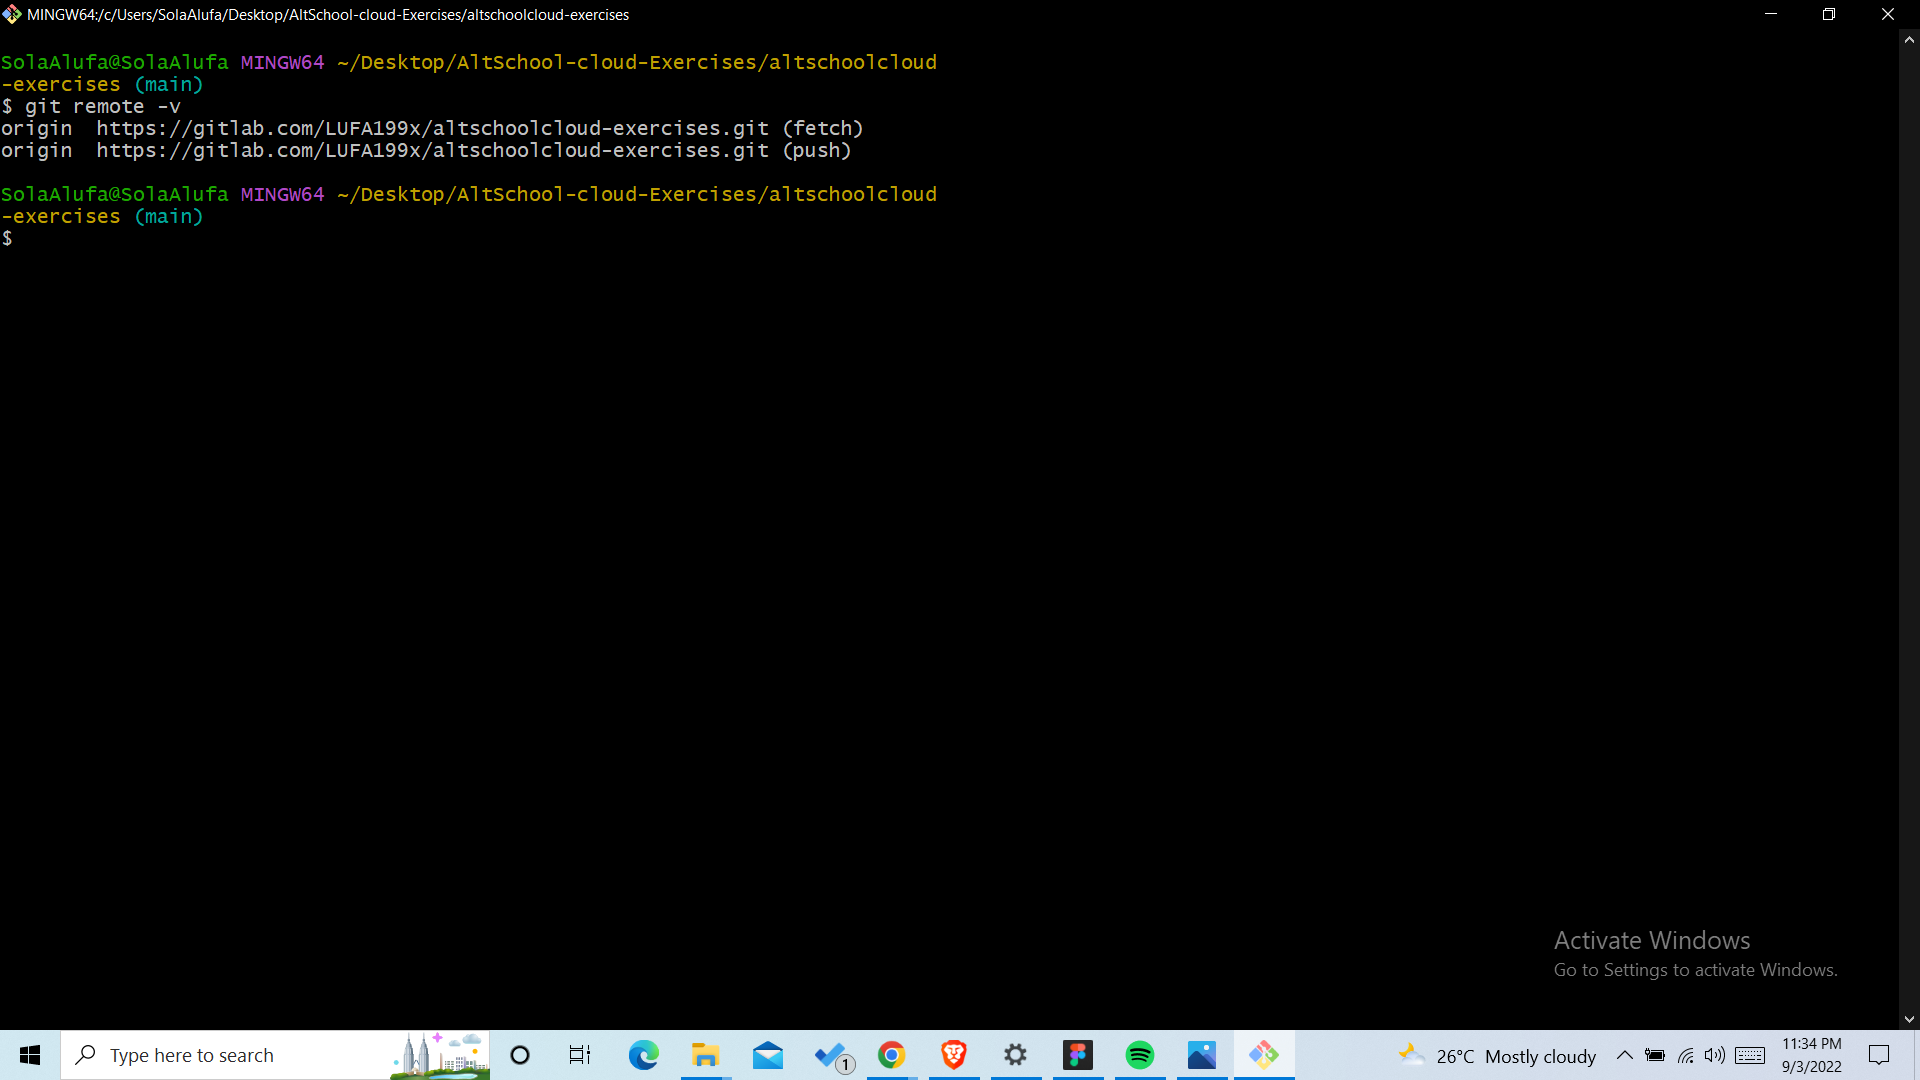 MINGW64:/c/Users/SolaAlufa/Desktop/AltSchool-cloud-Exercises/altschoolcloud-exercises
SolaAlufa@SolaAlufa MINGW64 ~/Desktop/AltSchool-cloud-Exercises/altschoolcloud
-exercises (main)
$ git remote -v
origin  https://gitlab.com/LUFA199x/altschoolcloud-exercises.git (fetch)
origin  https://gitlab.com/LUFA199x/altschoolcloud-exercises.git (push)
SolaAlufa@SolaAlufa MINGW64 ~/Desktop/AltSchool-cloud-Exercises/altschoolcloud
-exercises (main)
$
Activate Windows
Go to Settings to activate Windows.
Type here to search
1
26°C Mostly cloudy
11:34 PM
9/3/2022